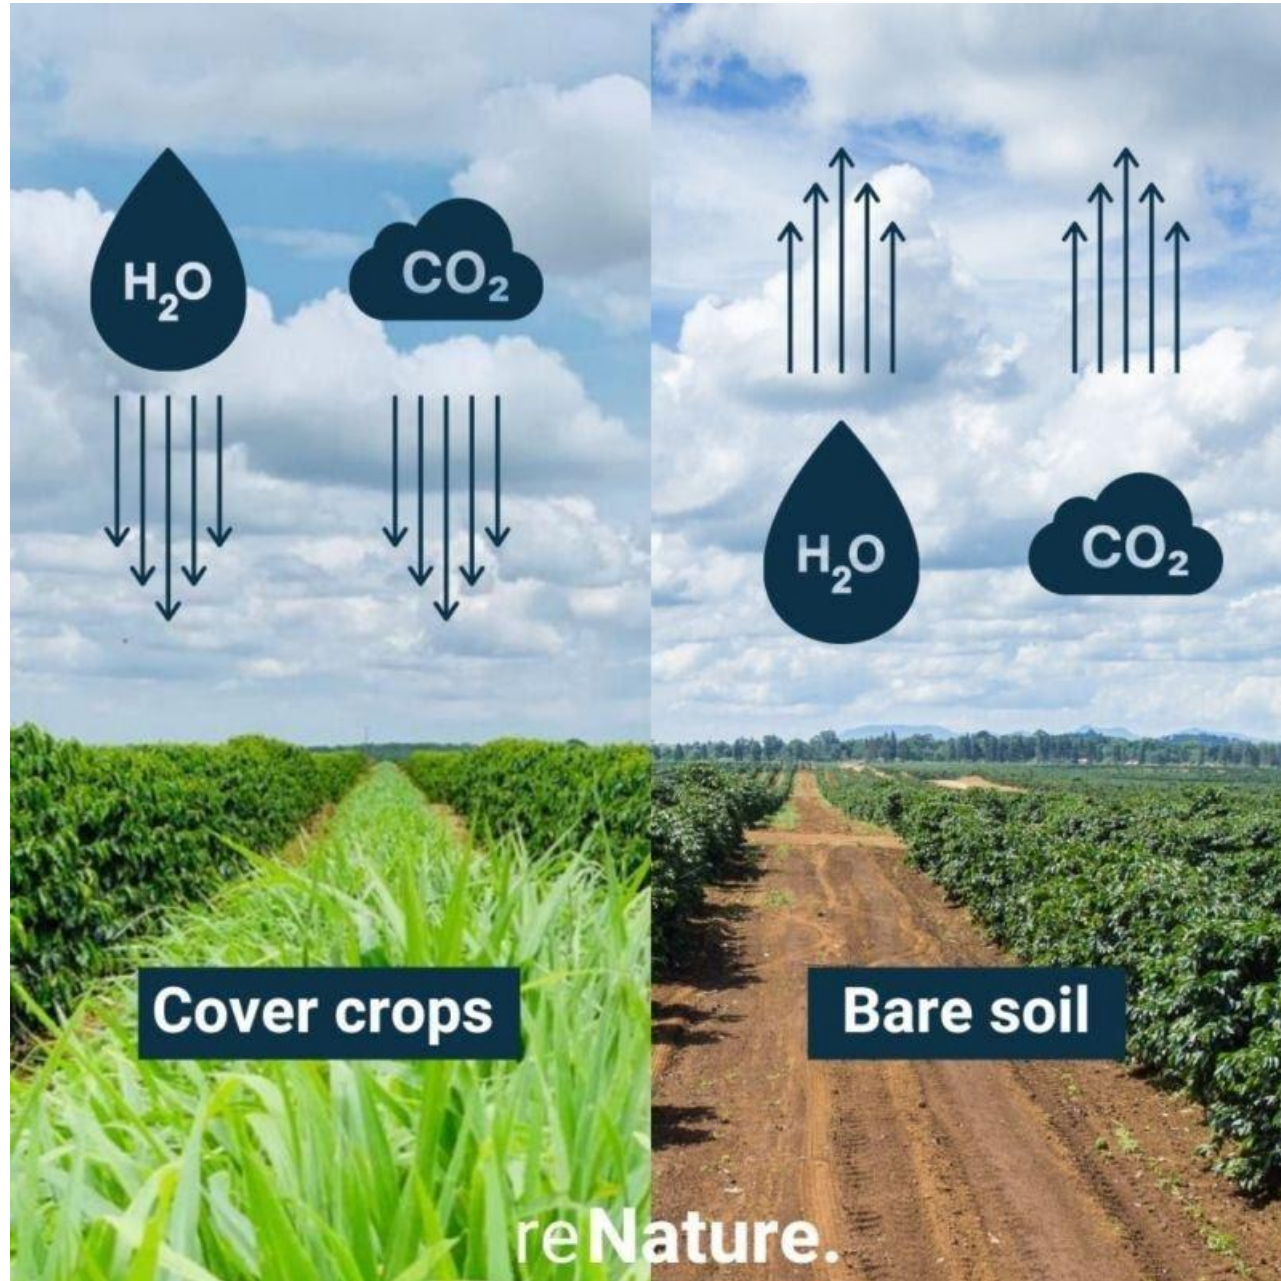 H₂O
CO₂
H₂O
CO₂
Cover crops
Bare soil
reNature.